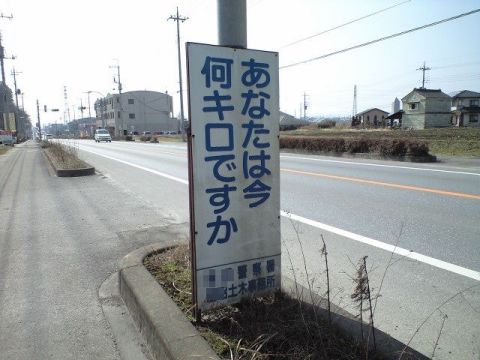 あなたは今
何キロですか
警察署
土木事務所